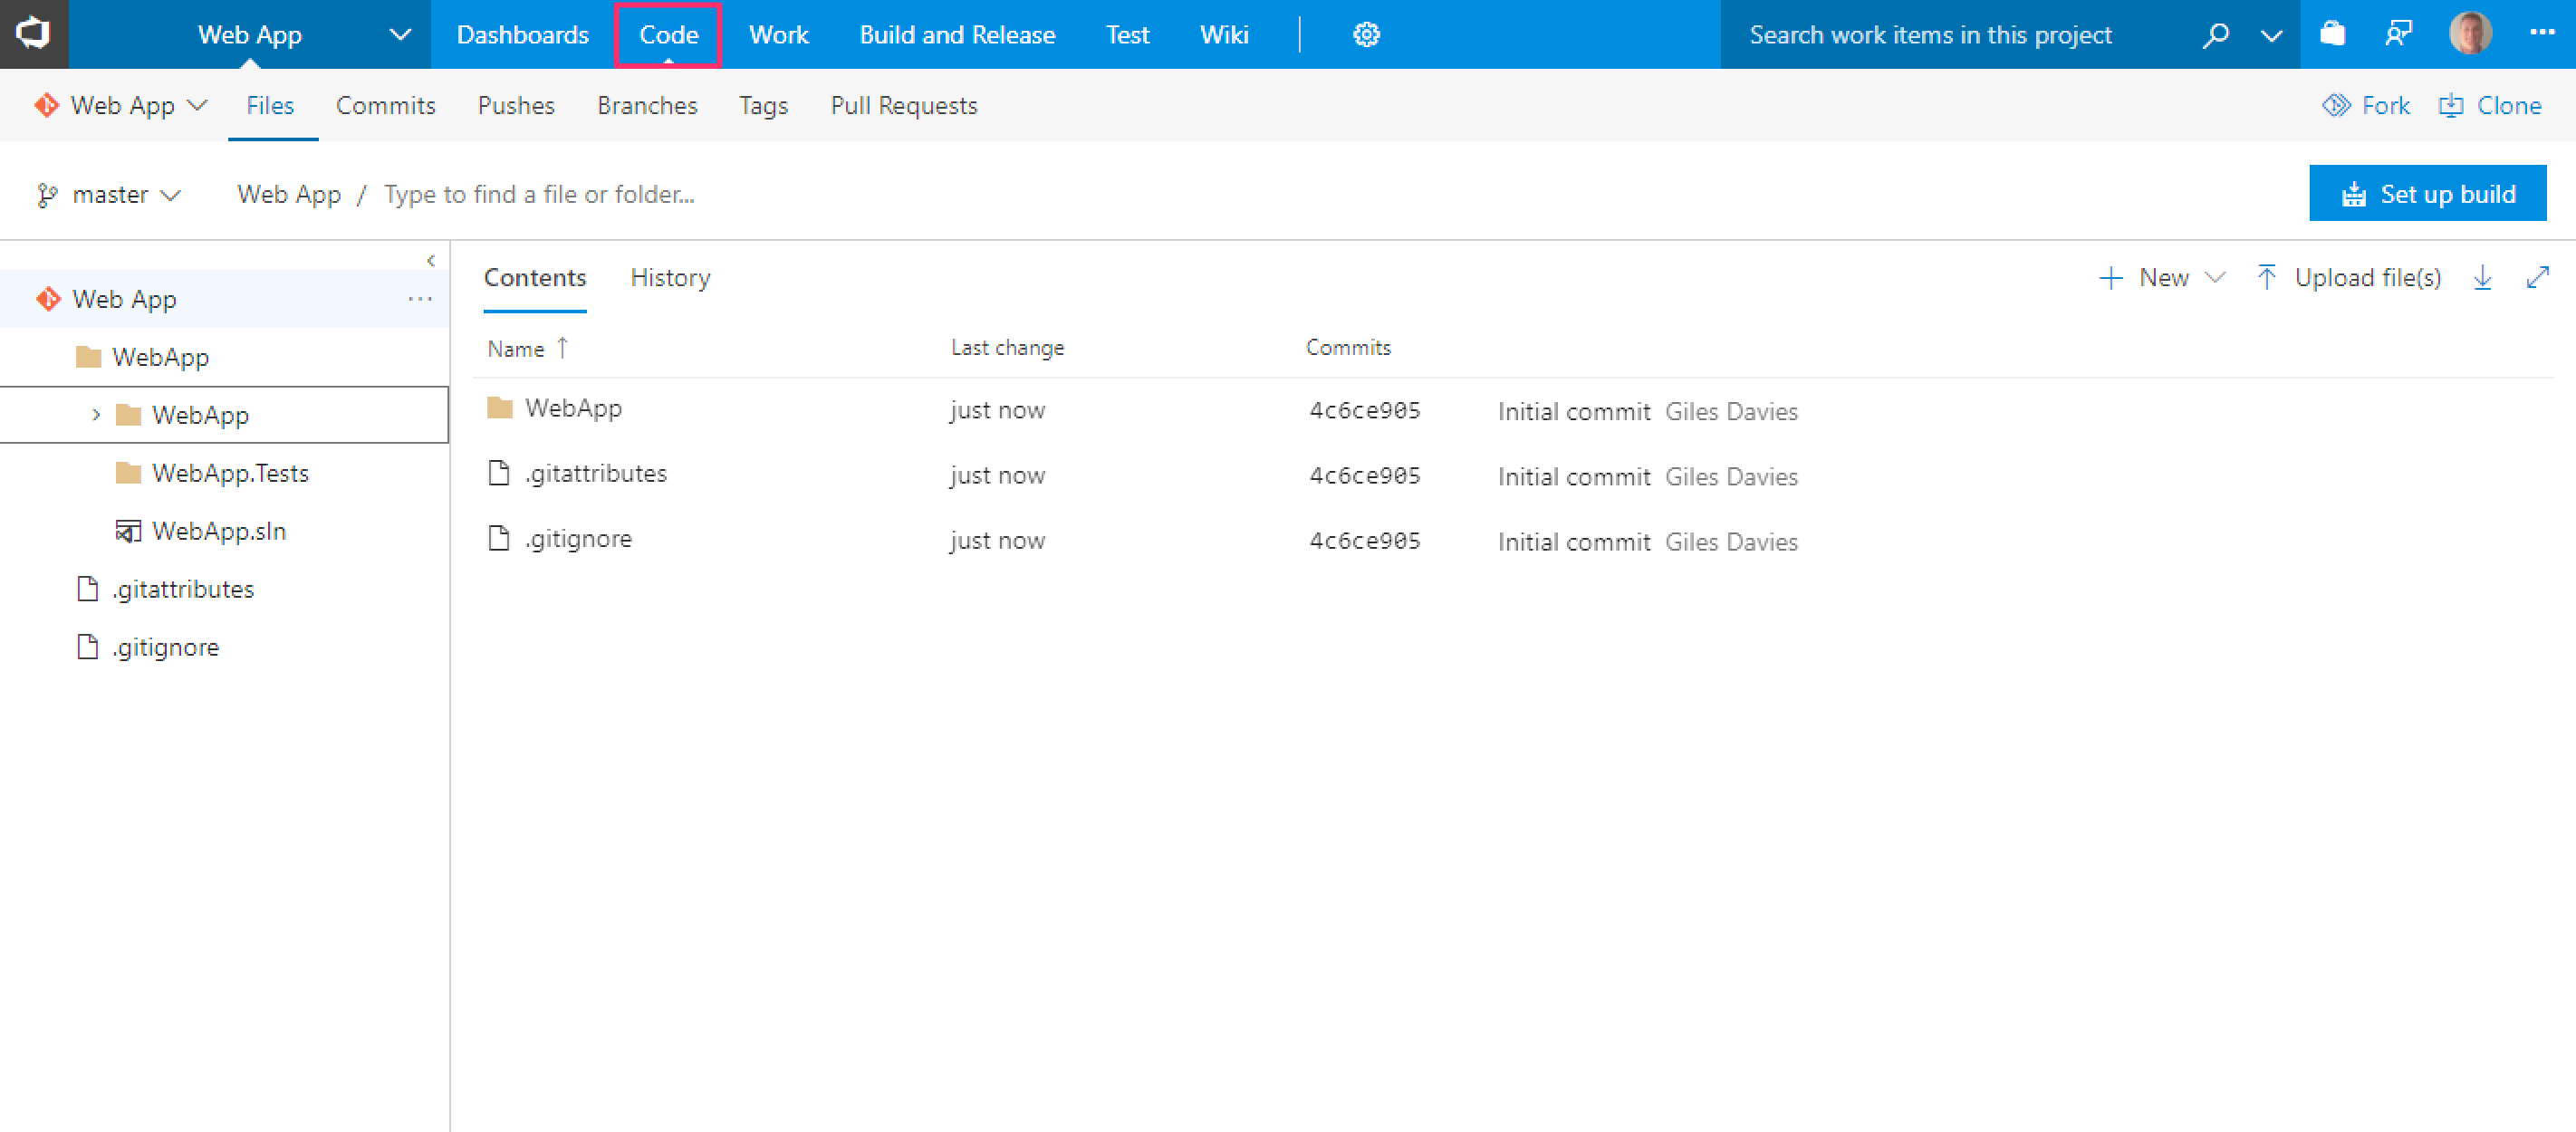 Web App Dashboards Code Work Build and Release Test Wiki Search work items in this project
Web App Files Commits Pushes Branches Tags Pull Requests Fork Clone
master Web App / Type to find a file or folder... Set up build
Contents History New Upload file(s)
Web App
WebApp
WebApp
WebApp.Tests
WebApp.sln
.gitattributes
.gitignore
Name Last change Commits
WebApp just now 4c6ce905 Initial commit Giles Davies
.gitattributes just now 4c6ce905 Initial commit Giles Davies
.gitignore just now 4c6ce905 Initial commit Giles Davies